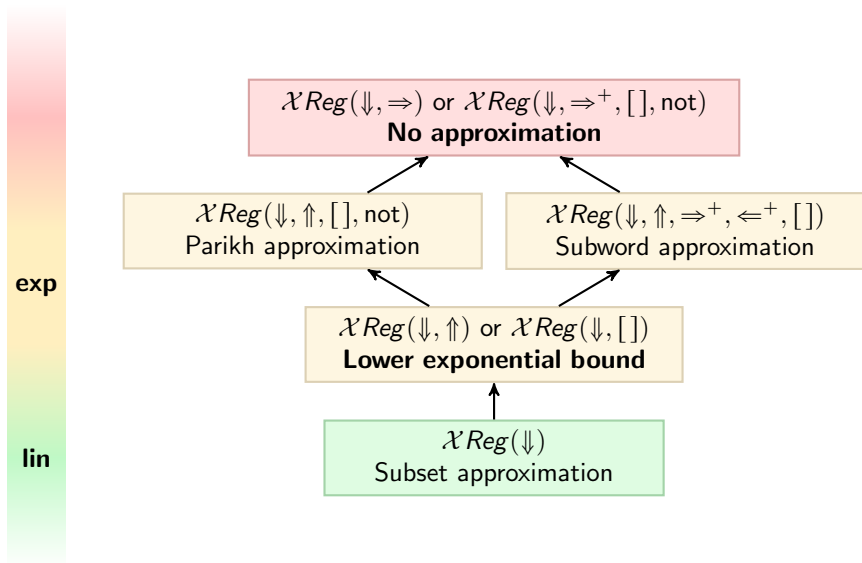 𝒳Reg(⇓, ⇒) or 𝒳Reg(⇓, ⇒⁺, [ ], not)
No approximation
𝒳Reg(⇓, ⇑, [ ], not)
Parikh approximation
𝒳Reg(⇓, ⇑, ⇒⁺, ⇐⁺, [ ])
Subword approximation
exp
𝒳Reg(⇓, ⇑) or 𝒳Reg(⇓, [ ])
Lower exponential bound
𝒳Reg(⇓)
Subset approximation
lin